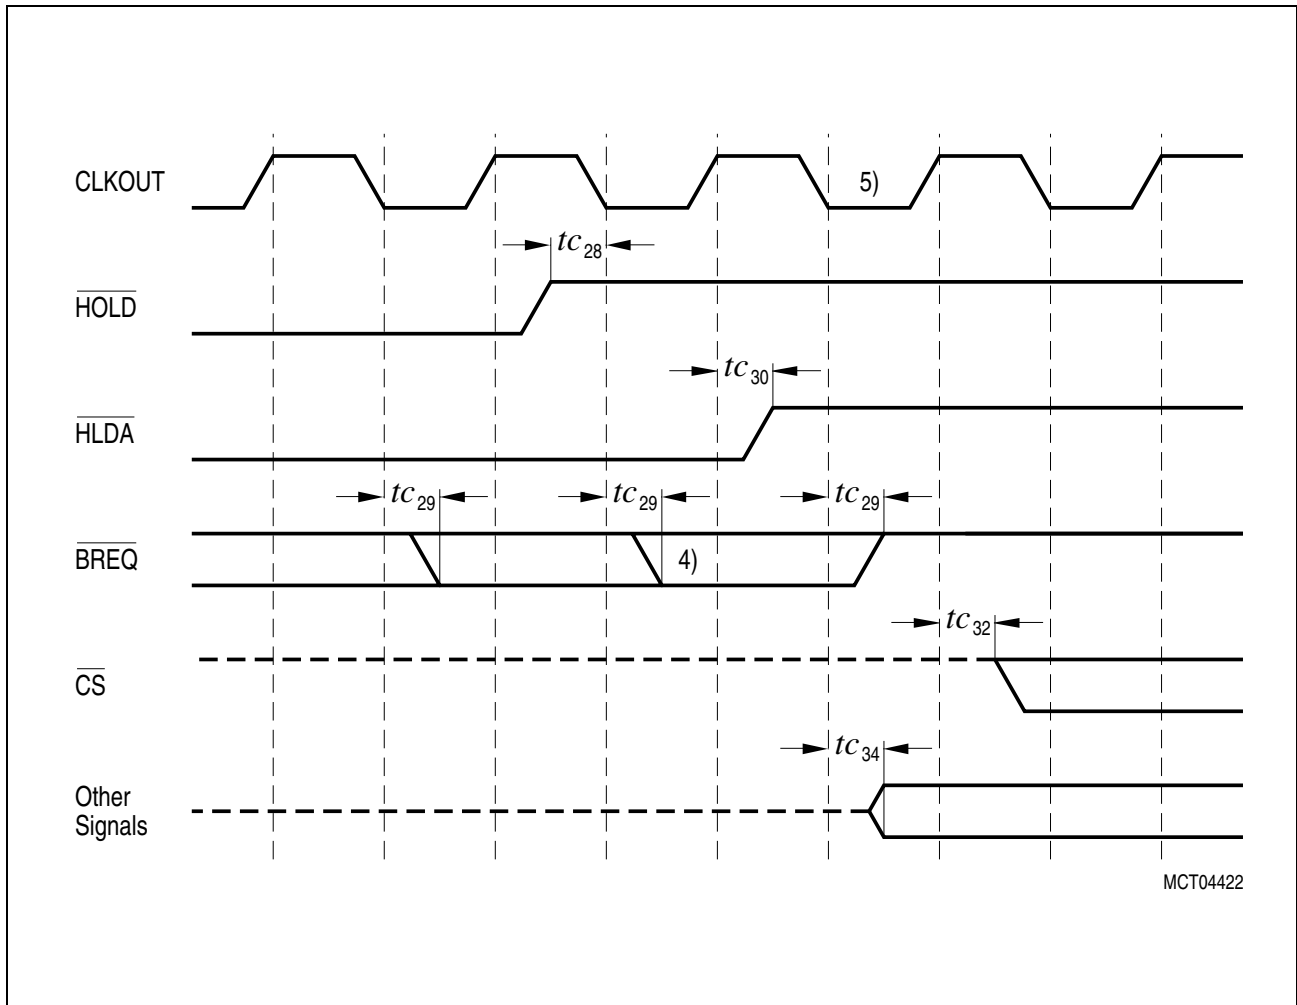 CLKOUT
5)
tc28
HOLD
tc30
HLDA
tc29 tc29 tc29
BREQ
4)
tc32
CS
tc34
Other
Signals
MCT04422